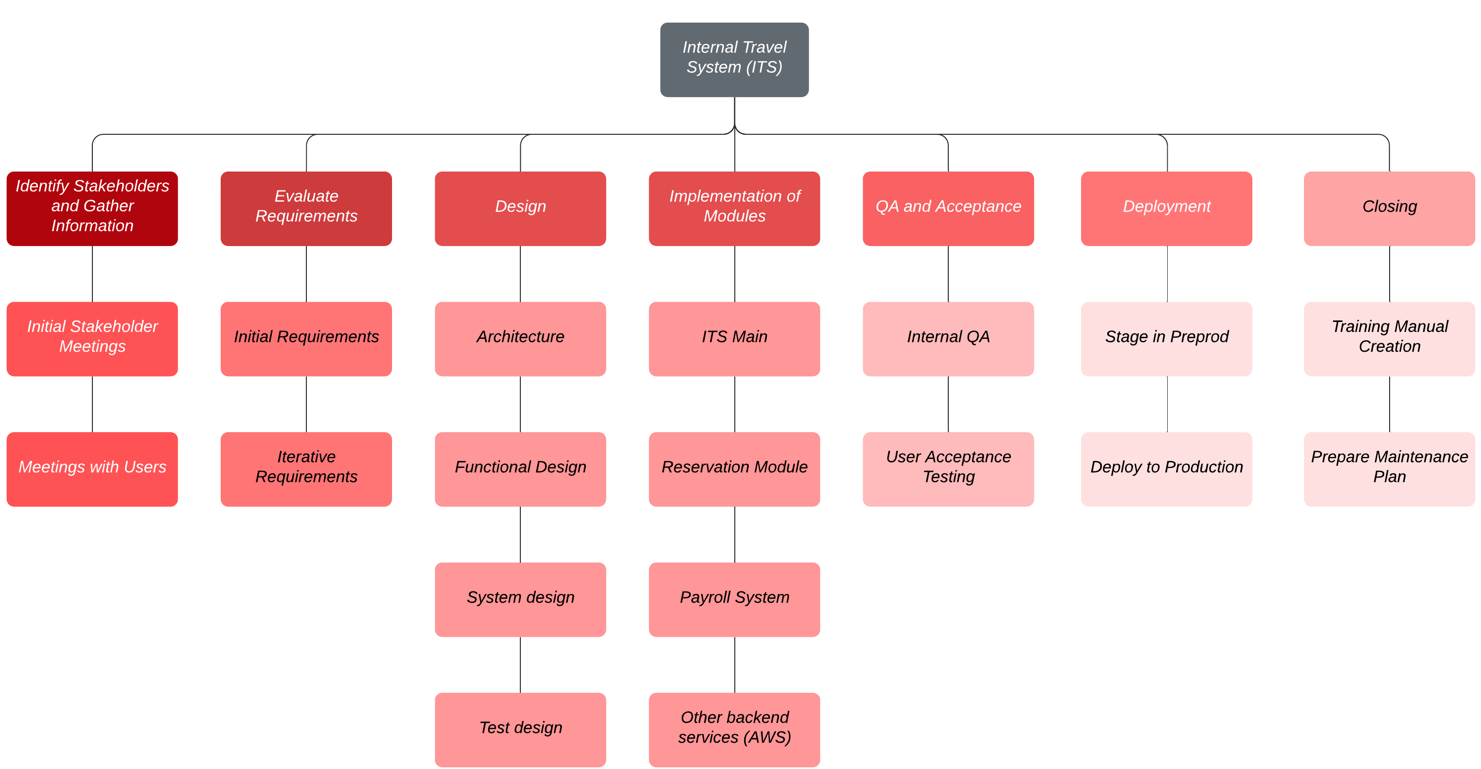 Internal Travel
System (ITS)
Identify Stakeholders
and Gather
Information
Evaluate
Requirements
Design
Implementation of
Modules
QA and Acceptance
Deployment
Closing
Initial Stakeholder
Meetings
Initial Requirements
Architecture
ITS Main
Internal QA
Stage in Preprod
Training Manual
Creation
Meetings with Users
Iterative
Requirements
Functional Design
Reservation Module
User Acceptance
Testing
Deploy to Production
Prepare Maintenance
Plan
System design
Payroll System
Test design
Other backend
services (AWS)